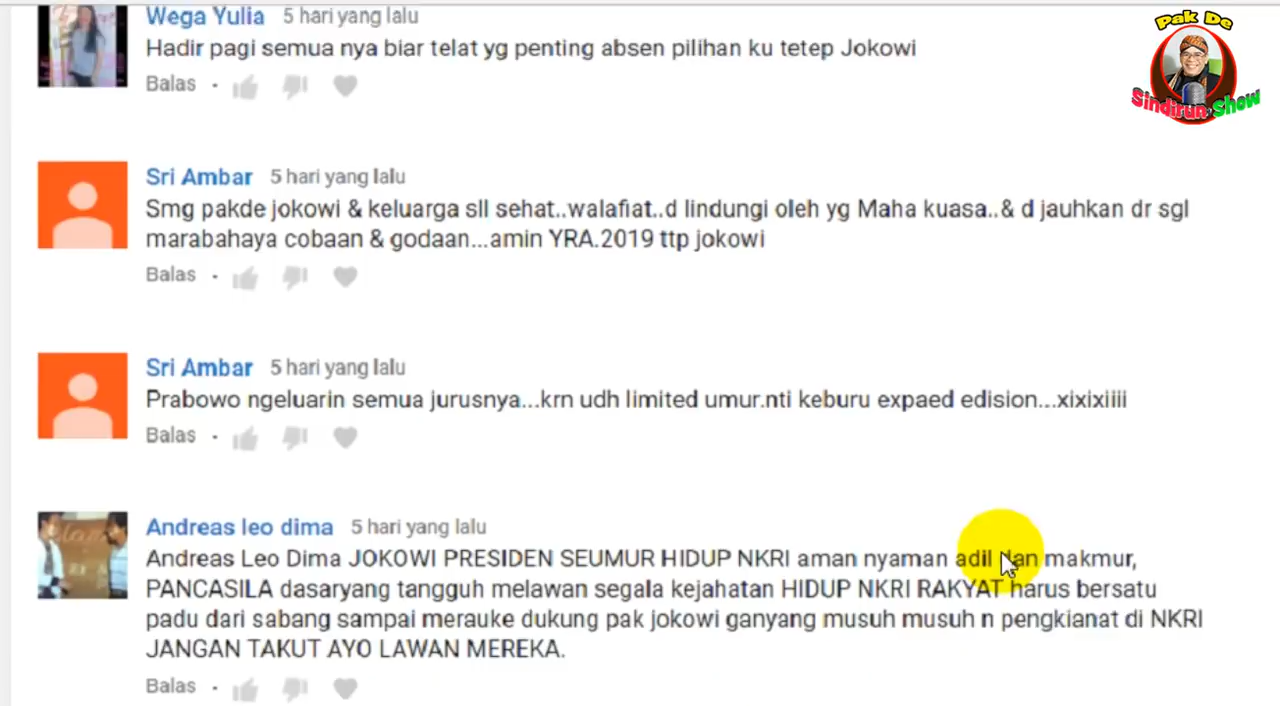 Pak De
Sindirun Show
Wega Yulia 5 hari yang lalu
Hadir pagi semua nya biar telat yg penting absen pilihan ku tetep Jokowi
Balas
Sri Ambar 5 hari yang lalu
Smg pakde jokowi & keluarga sll sehat..walafiat..d lindungi oleh yg Maha kuasa..& d jauhkan dr sgl
marabahaya cobaan & godaan...amin YRA.2019 ttp jokowi
Balas
Sri Ambar 5 hari yang lalu
Prabowo ngeluarin semua jurusnya...krn udh limited umur.nti keburu expaed edision...xixixiiii
Balas
Andreas leo dima 5 hari yang lalu
Andreas Leo Dima JOKOWI PRESIDEN SEUMUR HIDUP NKRI aman nyaman adil dan makmur,
PANCASILA dasaryang tangguh melawan segala kejahatan HIDUP NKRI RAKYAT harus bersatu
padu dari sabang sampai merauke dukung pak jokowi ganyang musuh musuh n pengkianat di NKRI
JANGAN TAKUT AYO LAWAN MEREKA.
Balas